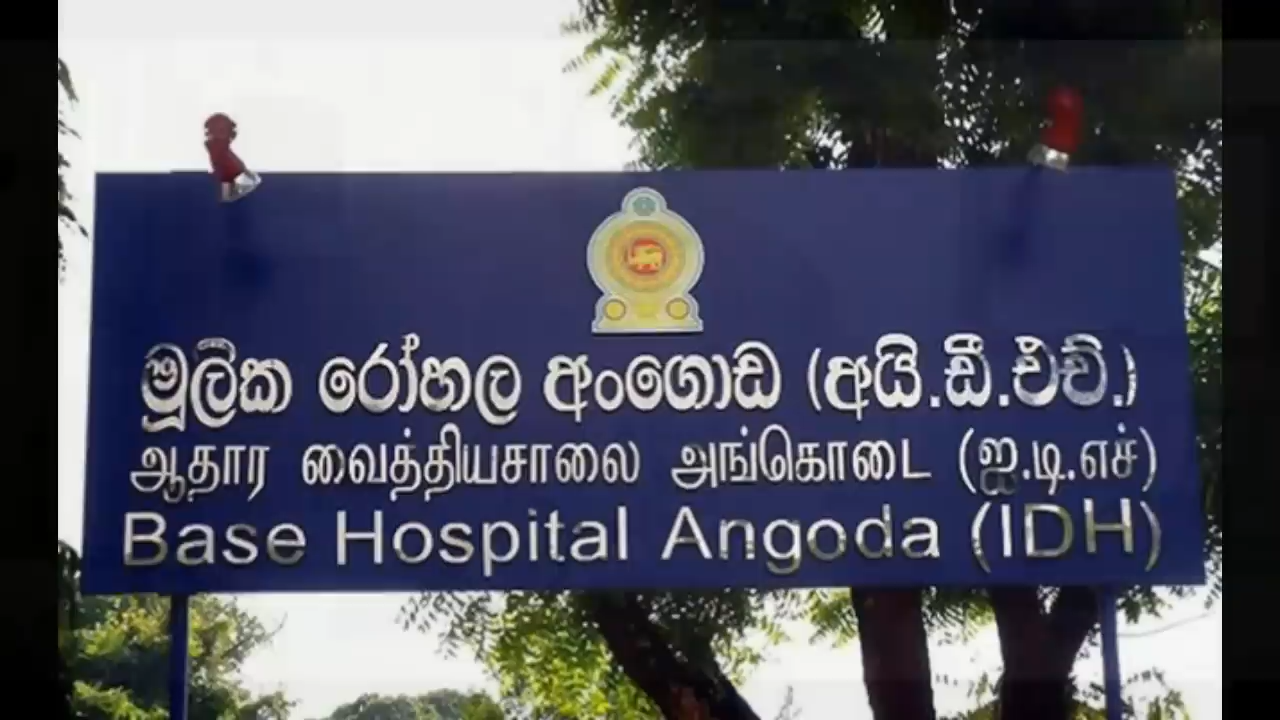 මූලික රෝහල අංගොඩ (අයි.ඩී.එච්.)
ஆதார வைத்தியசாலை அங்கொடை (ஐ.டி.எச்)
Base Hospital Angoda (IDH)